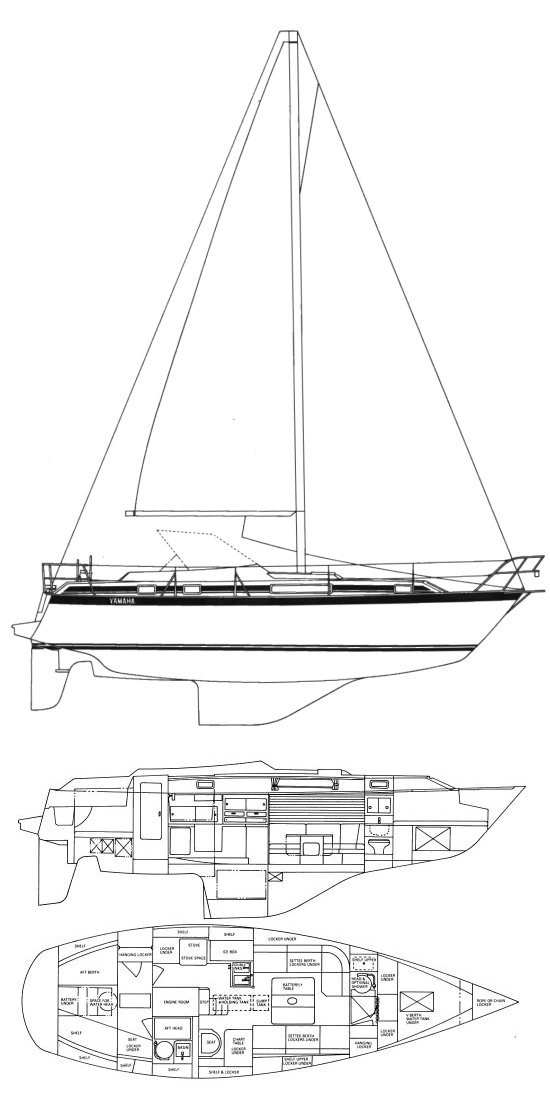 YAMAHA
SHELF
SHELF
LOCKER UNDER
SHELF
HANGING LOCKER
LOCKER
UNDER
STOVE
STOVE SPACE
ICE BOX
SETTEE BERTH
LOCKERS UNDER
SHELF UPPER
AFT BERTH
DOUBLE
SINKS
HEAD &
OPTIONAL
SHOWER
LOCKER
UNDER
BATTERFLY
TABLE
BATTERY
UNDER
SPACE FOR
WATER HEAR
ENGINE ROOM
STEP
WATER TANK
HOLDING TANK
SUMP
TANK
V-BERTH
WATER TANK
UNDER
ROPE OR CHAIN
LOCKER
SHELF
AFT HEAD
SEAT
LOCKER
UNDER
BASIN
SEAT
CHART
TABLE
LOCKER
UNDER
SETTEE BERTH
LOCKERS UNDER
LOCKER
UNDER
HANGING
LOCKER
SHELF
SHELF
SHELF & LOCKER
SHELF UPPER
LOCKER UNDER